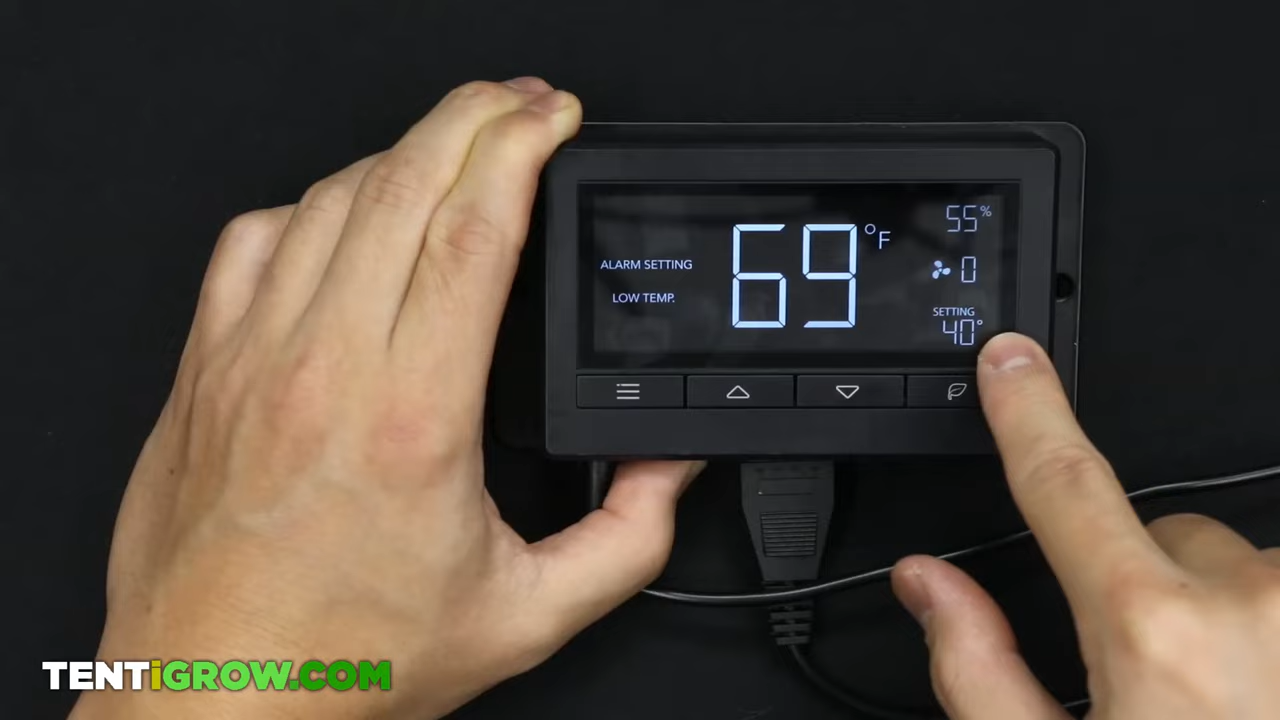 ALARM SETTING
LOW TEMP.
69°F
55%
0
SETTING
40°
TENTiGROW.COM